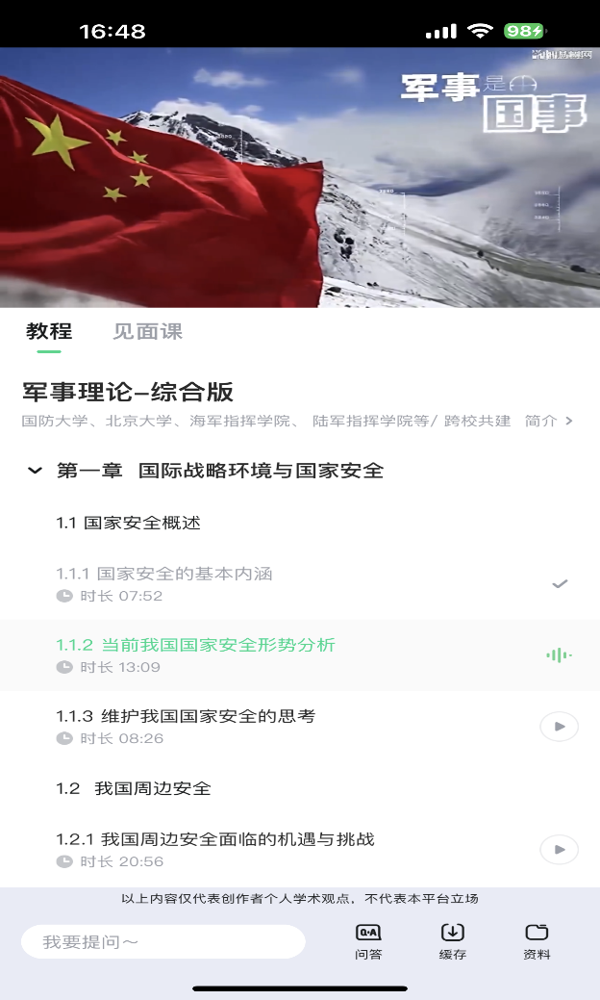 16:48
98
军事是
国事
教程 见面课
军事理论-综合版
国防大学、北京大学、海军指挥学院、 陆军指挥学院等/ 跨校共建 简介
第一章 国际战略环境与国家安全
1.1 国家安全概述
1.1.1 国家安全的基本内涵
时长 07:52
1.1.2 当前我国国家安全形势分析
时长 13:09
1.1.3 维护我国国家安全的思考
时长 08:26
1.2 我国周边安全
1.2.1 我国周边安全面临的机遇与挑战
时长 20:56
以上内容仅代表创作者个人学术观点，不代表本平台立场
我要提问～
Q·A
问答 缓存 资料